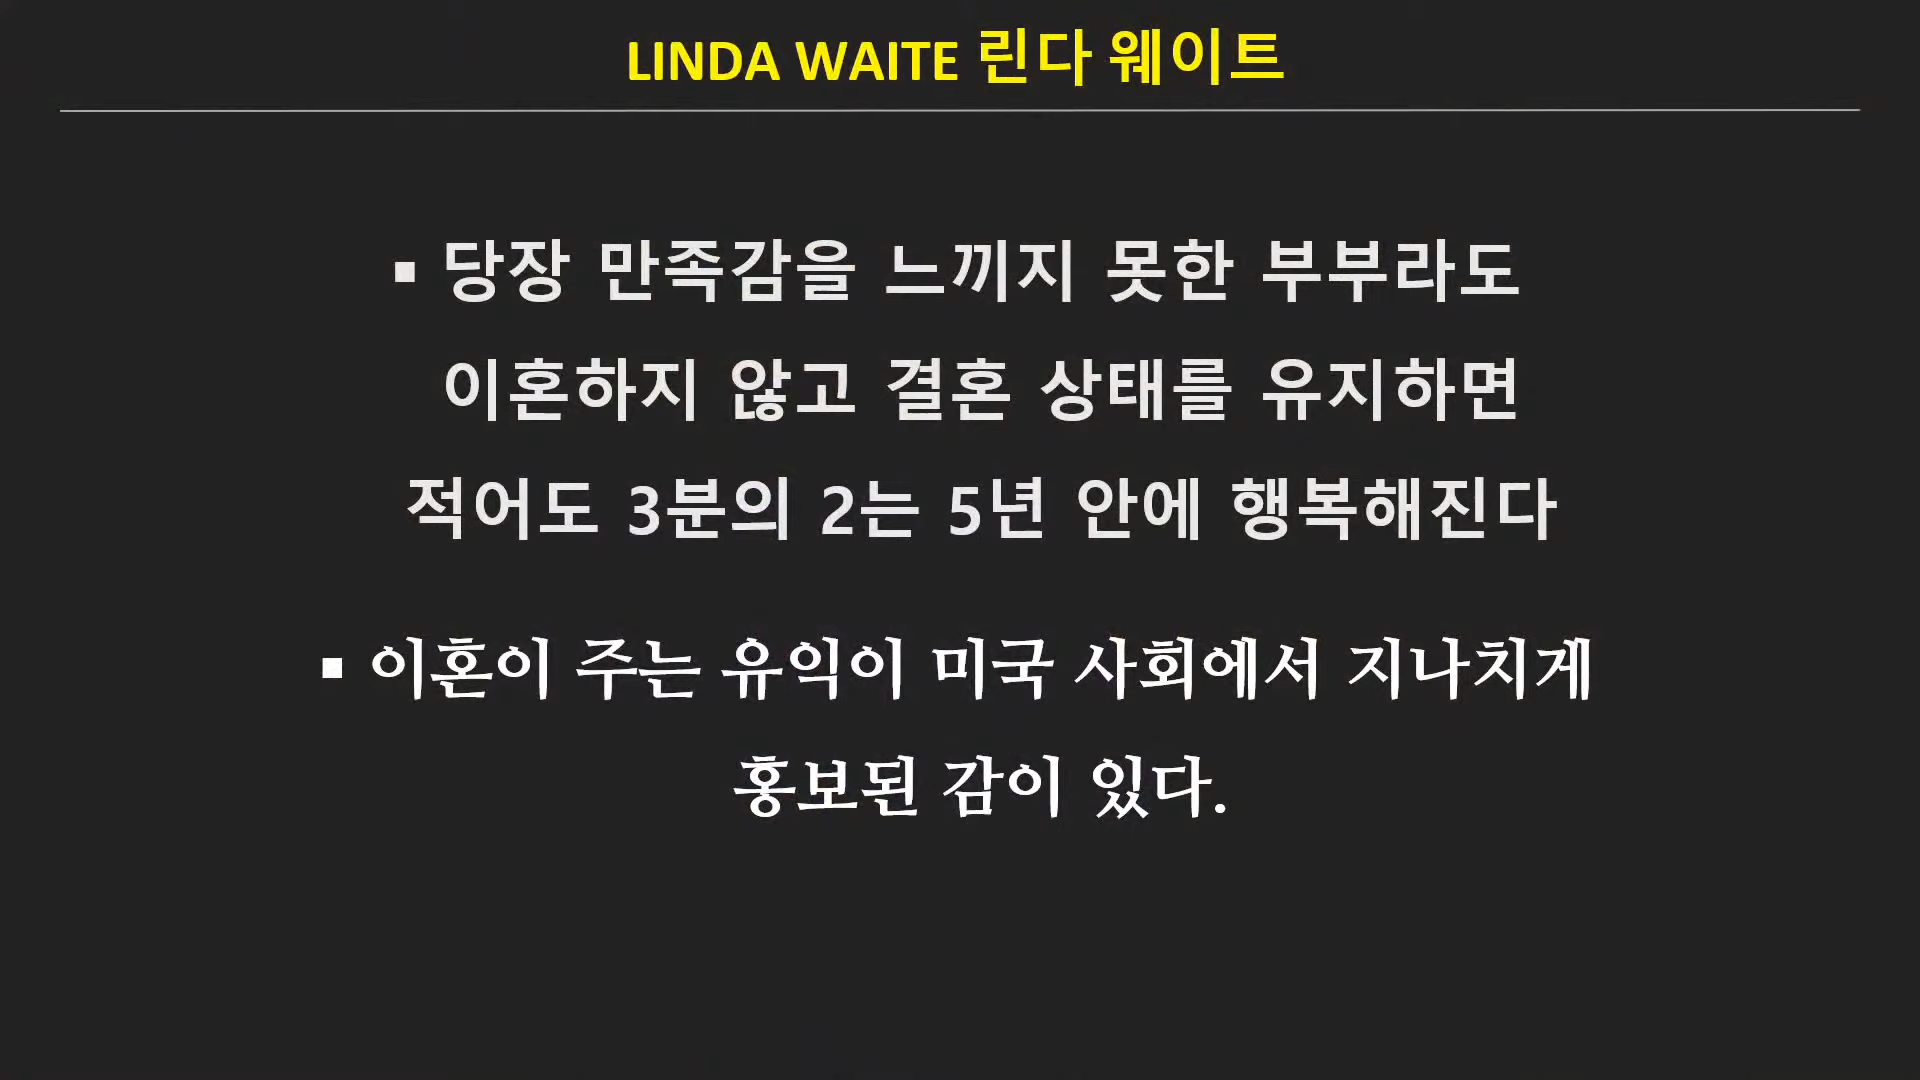 LINDA WAITE 린다 웨이트
▪ 당장 만족감을 느끼지 못한 부부라도
이혼하지 않고 결혼 상태를 유지하면
적어도 3분의 2는 5년 안에 행복해진다
▪ 이혼이 주는 유익이 미국 사회에서 지나치게
홍보된 감이 있다.